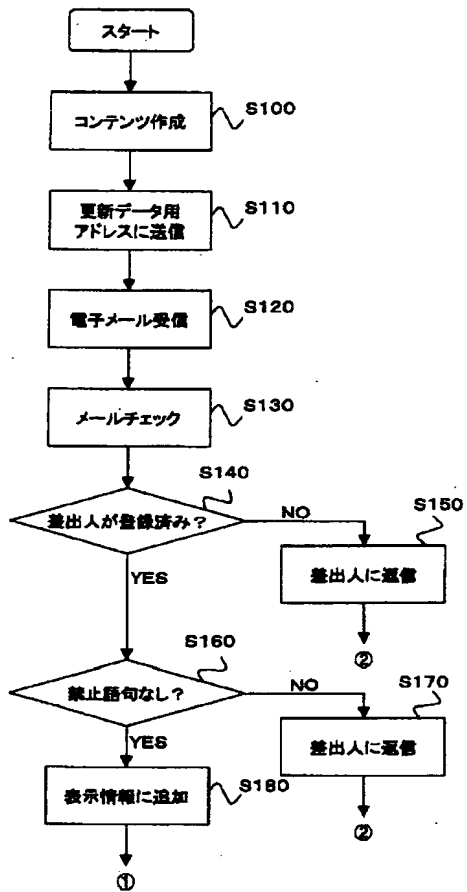 スタート
コンテンツ作成
S100
更新データ用
アドレスに送信
S110
電子メール受信
S120
メールチェック
S130
差出人が登録済み？
S140
NO
S150
差出人に返信
②
YES
禁止語句なし？
S160
NO
S170
差出人に返信
②
YES
表示情報に追加
S180
①